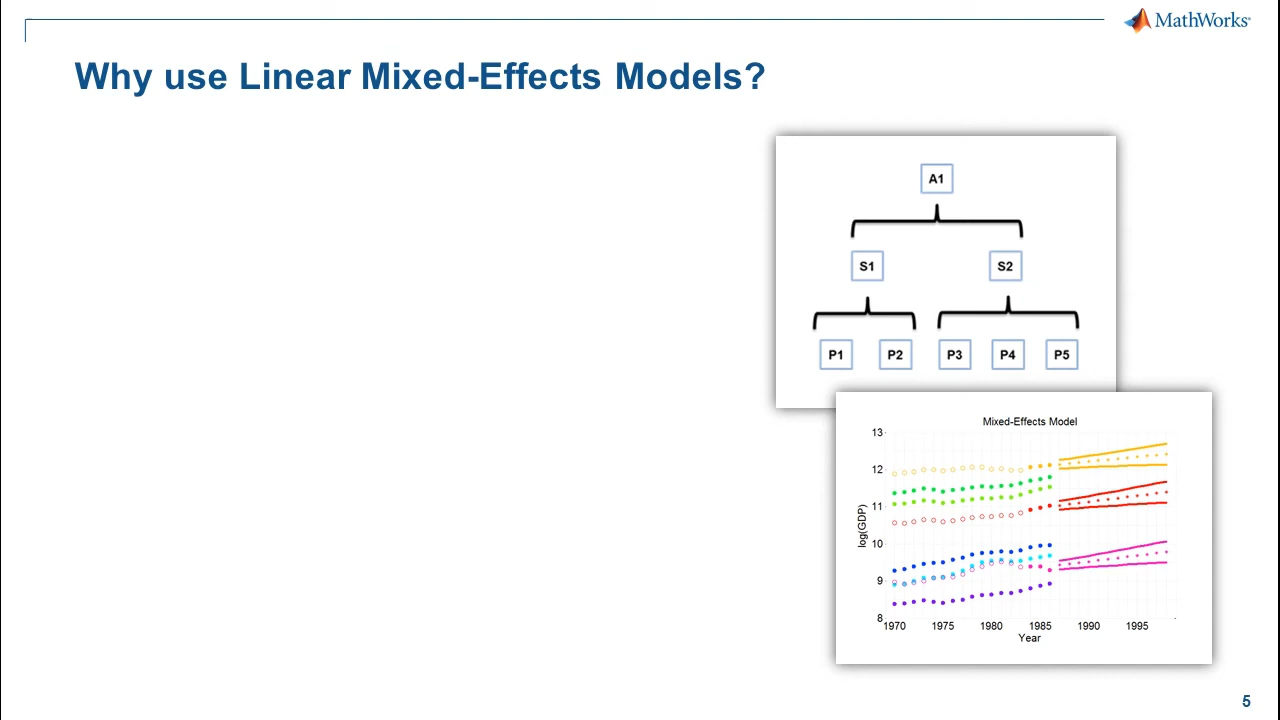 MathWorks®
Why use Linear Mixed-Effects Models?
A1
S1 S2
P1 P2 P3 P4 P5
Mixed-Effects Model
13
12
11
10
9
8
log(GDP)
1970 1975 1980 1985 1990 1995
Year
5